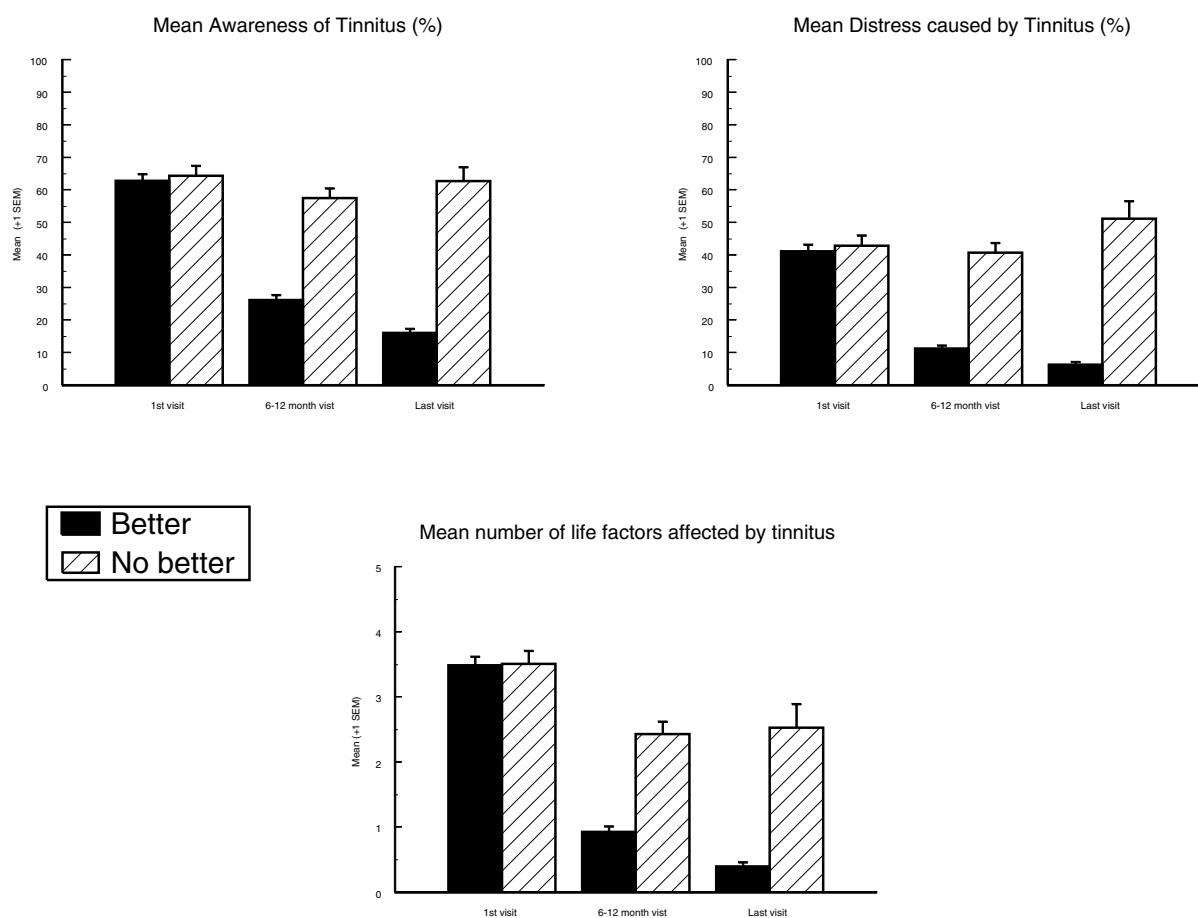 Mean Awareness of Tinnitus (%)
100
90
80
70
60
50
40
30
20
10
0
Mean (+1 SEM)
1st visit 6-12 month vist Last visit
Mean Distress caused by Tinnitus (%)
100
90
80
70
60
50
40
30
20
10
0
Mean (+1 SEM)
1st visit 6-12 month vist Last visit
Better
No better
Mean number of life factors affected by tinnitus
5
4
3
2
1
0
Mean (+1 SEM)
1st visit 6-12 month vist Last visit